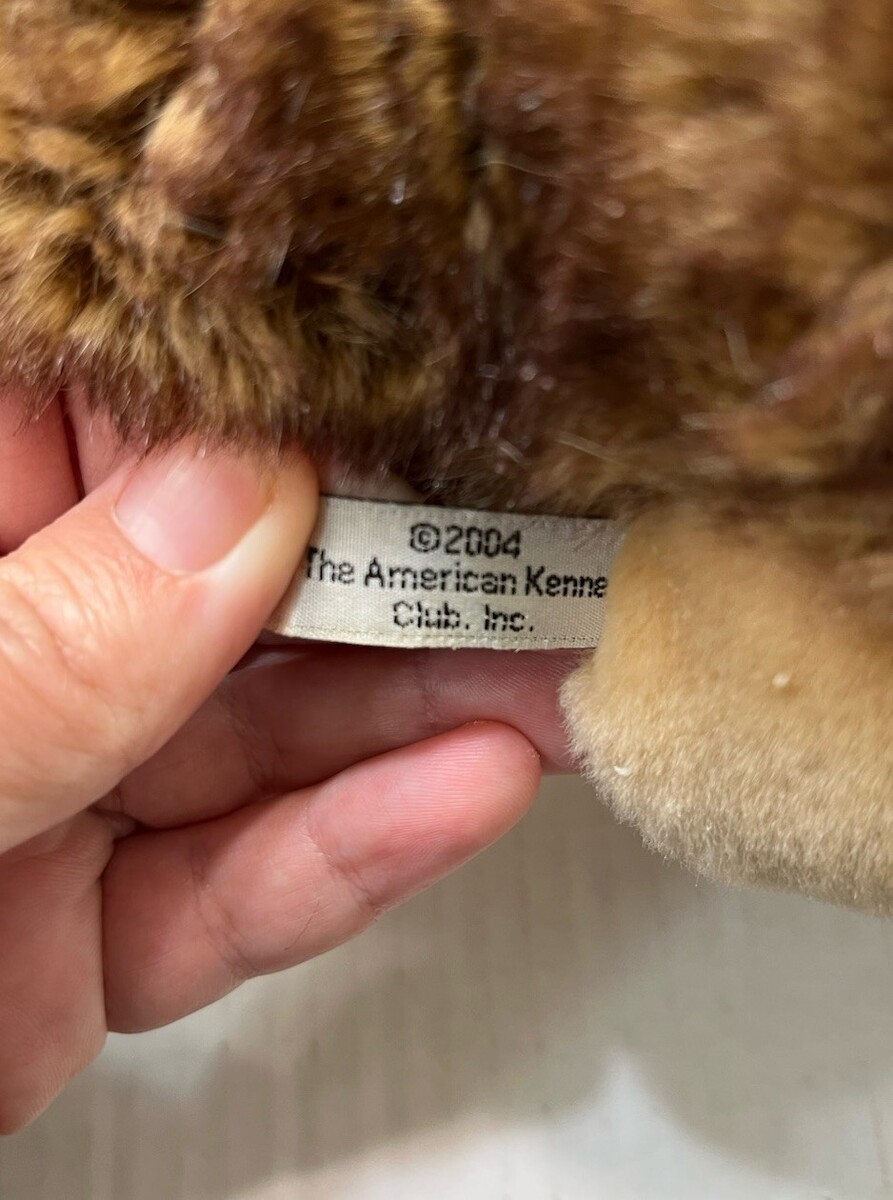 ©2004
The American Kenne
Club. Inc.